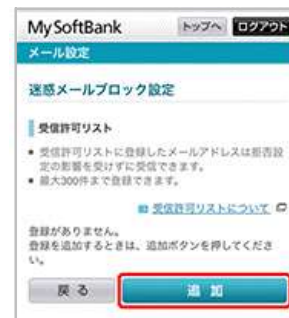 My SoftBank トップへ ログアウト
メール設定
迷惑メールブロック設定
受信許可リスト
• 受信許可リストに登録したメールアドレスは拒否設
定の影響を受けずに受信できます。
• 最大300件まで登録できます。
受信許可リストについて
登録がありません。
登録を追加するときは、追加ボタンを押してくださ
い。
戻る 追加